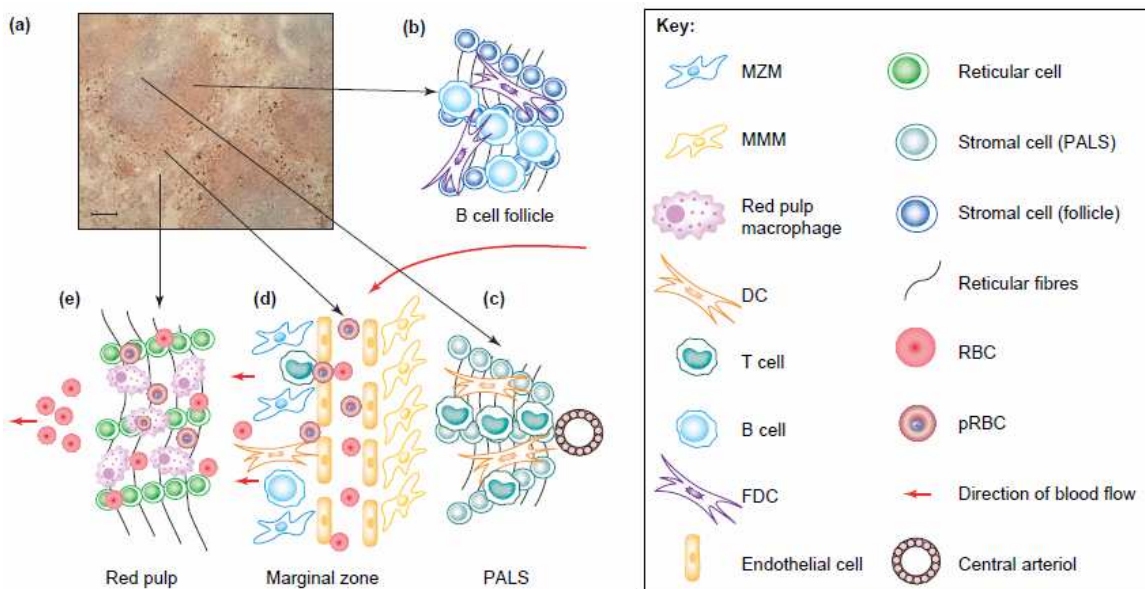 (a)
(b)
B cell follicle
(e)
(d)
(c)
Red pulp
Marginal zone
PALS
Key:
MZM
Reticular cell
MMM
Stromal cell (PALS)
Red pulp
macrophage
Stromal cell (follicle)
DC
Reticular fibres
T cell
RBC
B cell
pRBC
FDC
Direction of blood flow
Endothelial cell
Central arteriol